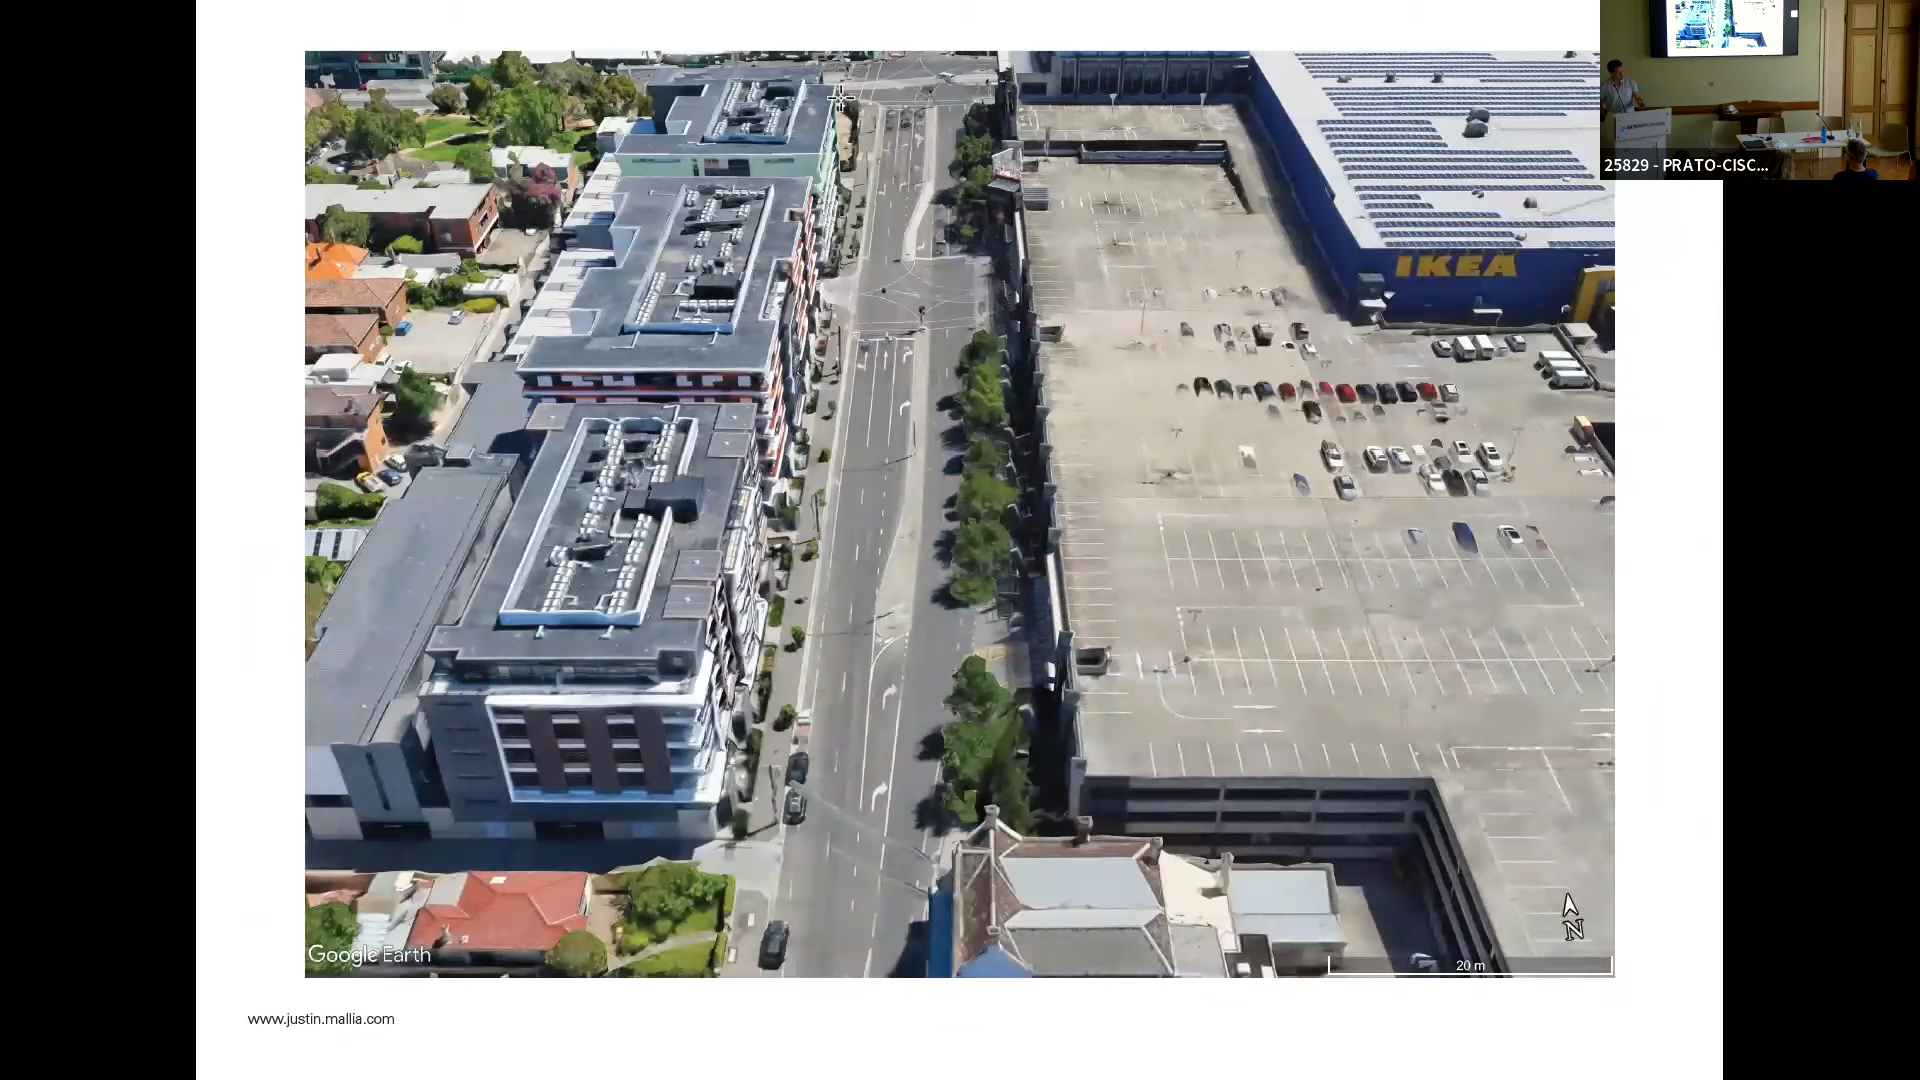 IKEA
25829 - PRATO-CISC...
Google Earth
N
20 m
www.justin.mallia.com